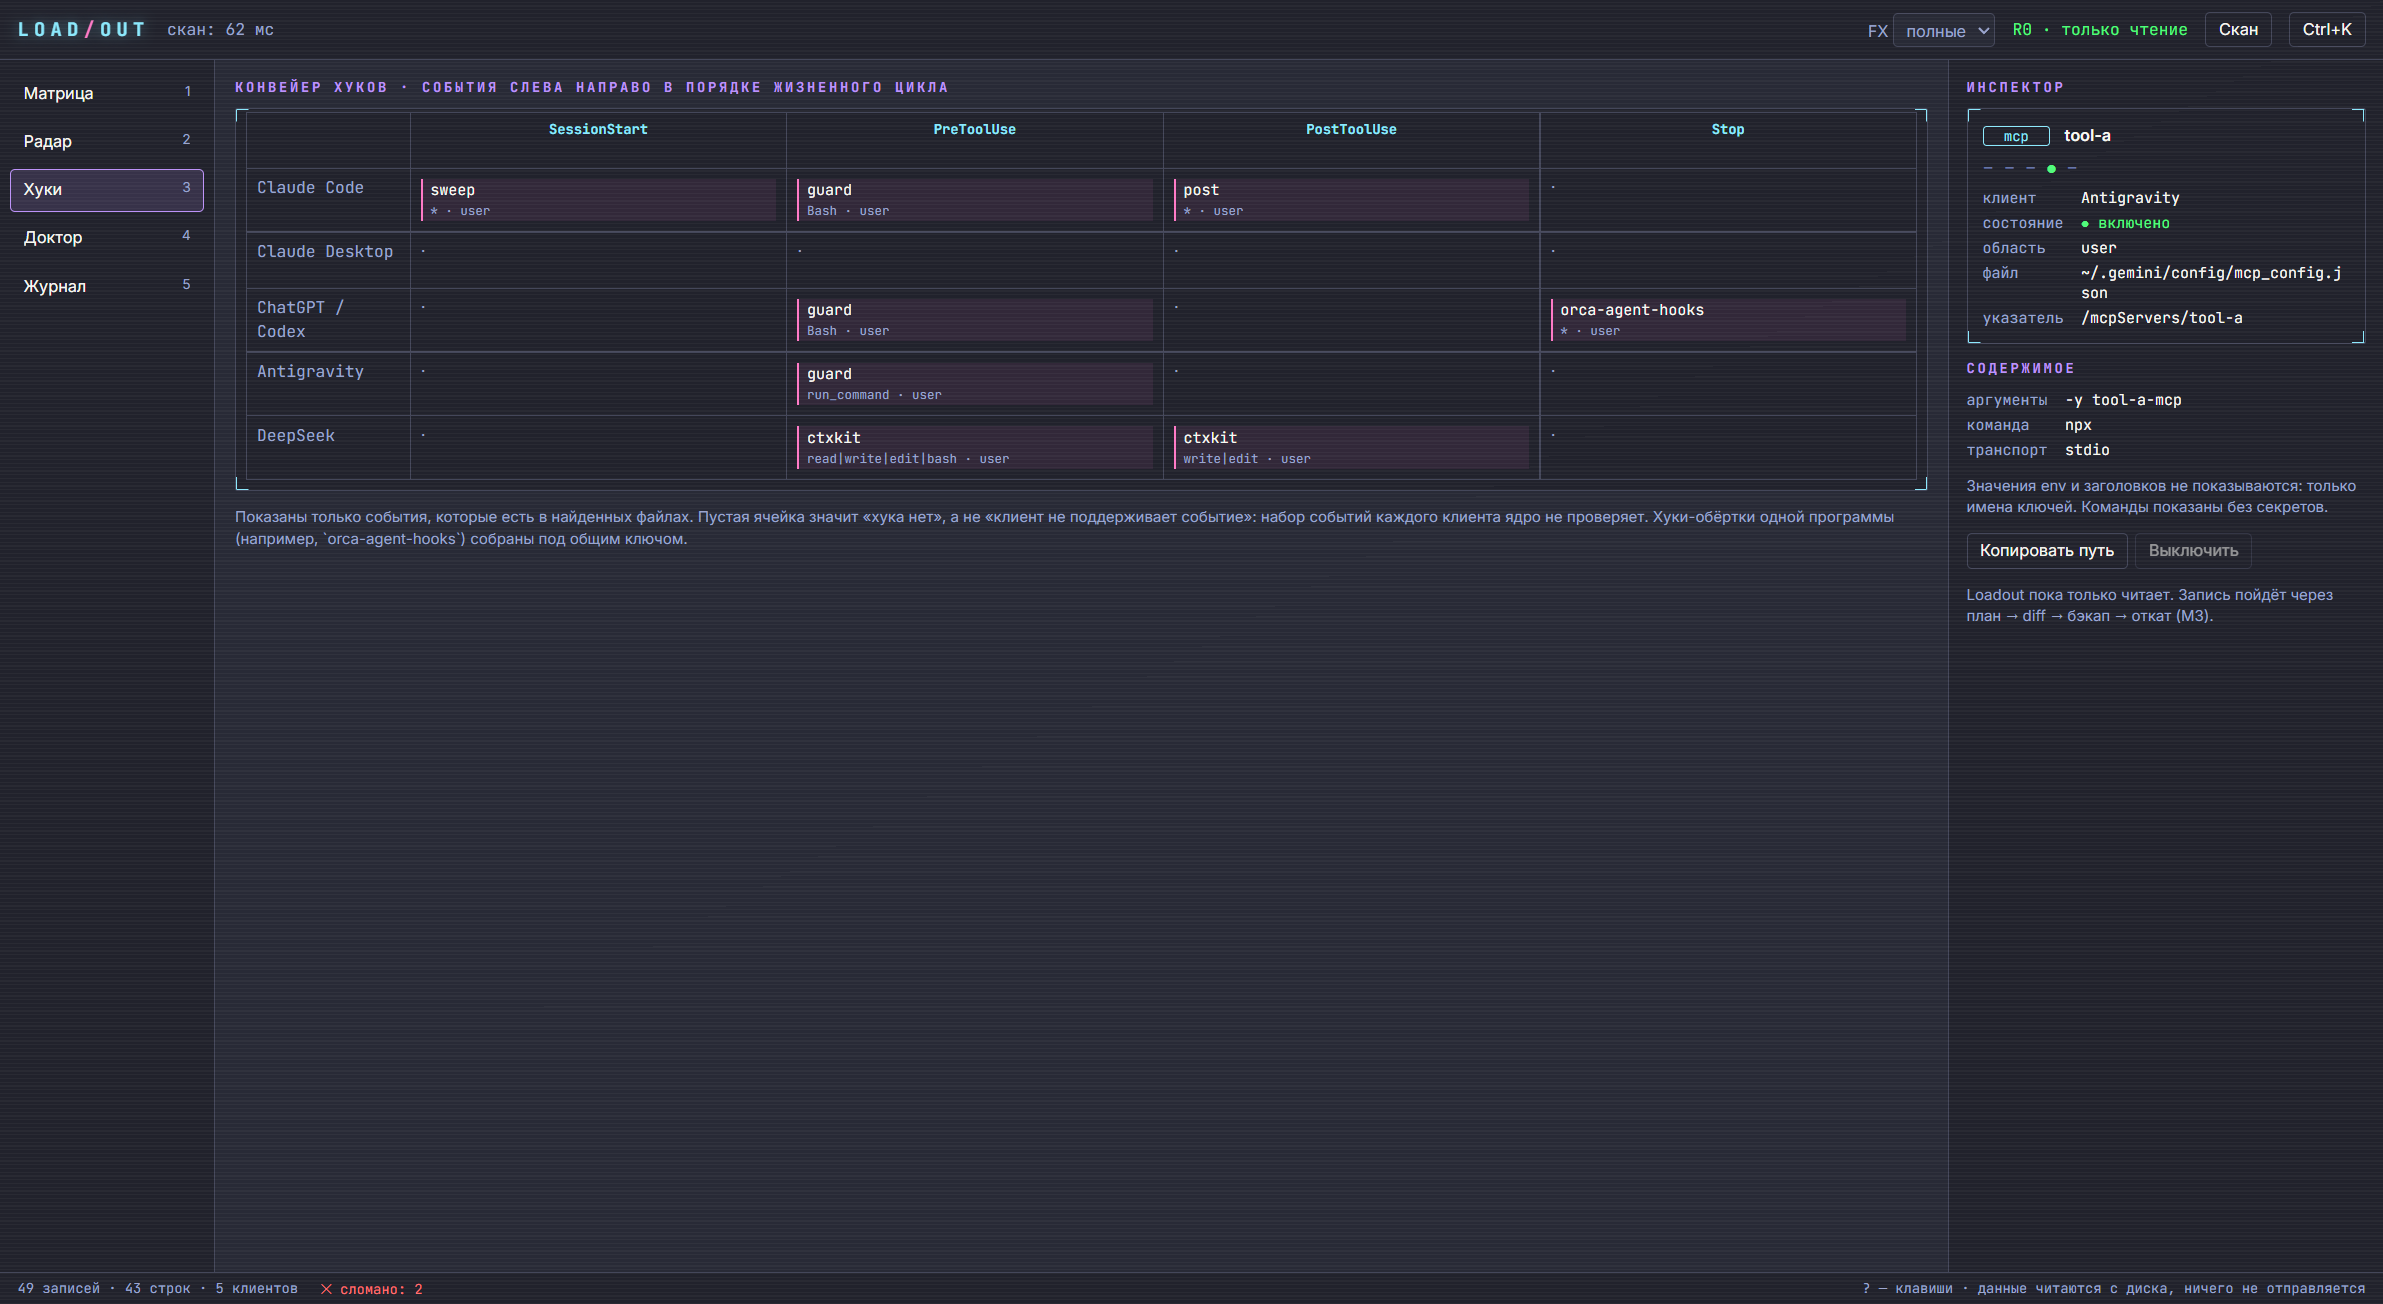 LOAD/OUT скан: 62 мс
FX полные R0 · только чтение Скан Ctrl+K
Матрица 1
Радар 2
Хуки 3
Доктор 4
Журнал 5
КОНВЕЙЕР ХУКОВ · СОБЫТИЯ СЛЕВА НАПРАВО В ПОРЯДКЕ ЖИЗНЕННОГО ЦИКЛА
SessionStart PreToolUse PostToolUse Stop
Claude Code
sweep
* · user
guard
Bash · user
post
* · user
·
Claude Desktop · · · ·
ChatGPT /
Codex
·
guard
Bash · user
·
orca-agent-hooks
* · user
Antigravity
·
guard
run_command · user
· ·
DeepSeek
·
ctxkit
read|write|edit|bash · user
ctxkit
write|edit · user
·
Показаны только события, которые есть в найденных файлах. Пустая ячейка значит «хука нет», а не «клиент не поддерживает событие»: набор событий каждого клиента ядро не проверяет. Хуки-обёртки одной программы
(например, `orca-agent-hooks`) собраны под общим ключом.
ИНСПЕКТОР
mcp tool-a
— — — ● —
клиент Antigravity
состояние ● включено
область user
файл ~/.gemini/config/mcp_config.j
son
указатель /mcpServers/tool-a
СОДЕРЖИМОЕ
аргументы -y tool-a-mcp
команда npx
транспорт stdio
Значения env и заголовков не показываются: только
имена ключей. Команды показаны без секретов.
Копировать путь Выключить
Loadout пока только читает. Запись пойдёт через
план → diff → бэкап → откат (M3).
49 записей · 43 строк · 5 клиентов ✕ сломано: 2
? — клавиши · данные читаются с диска, ничего не отправляется